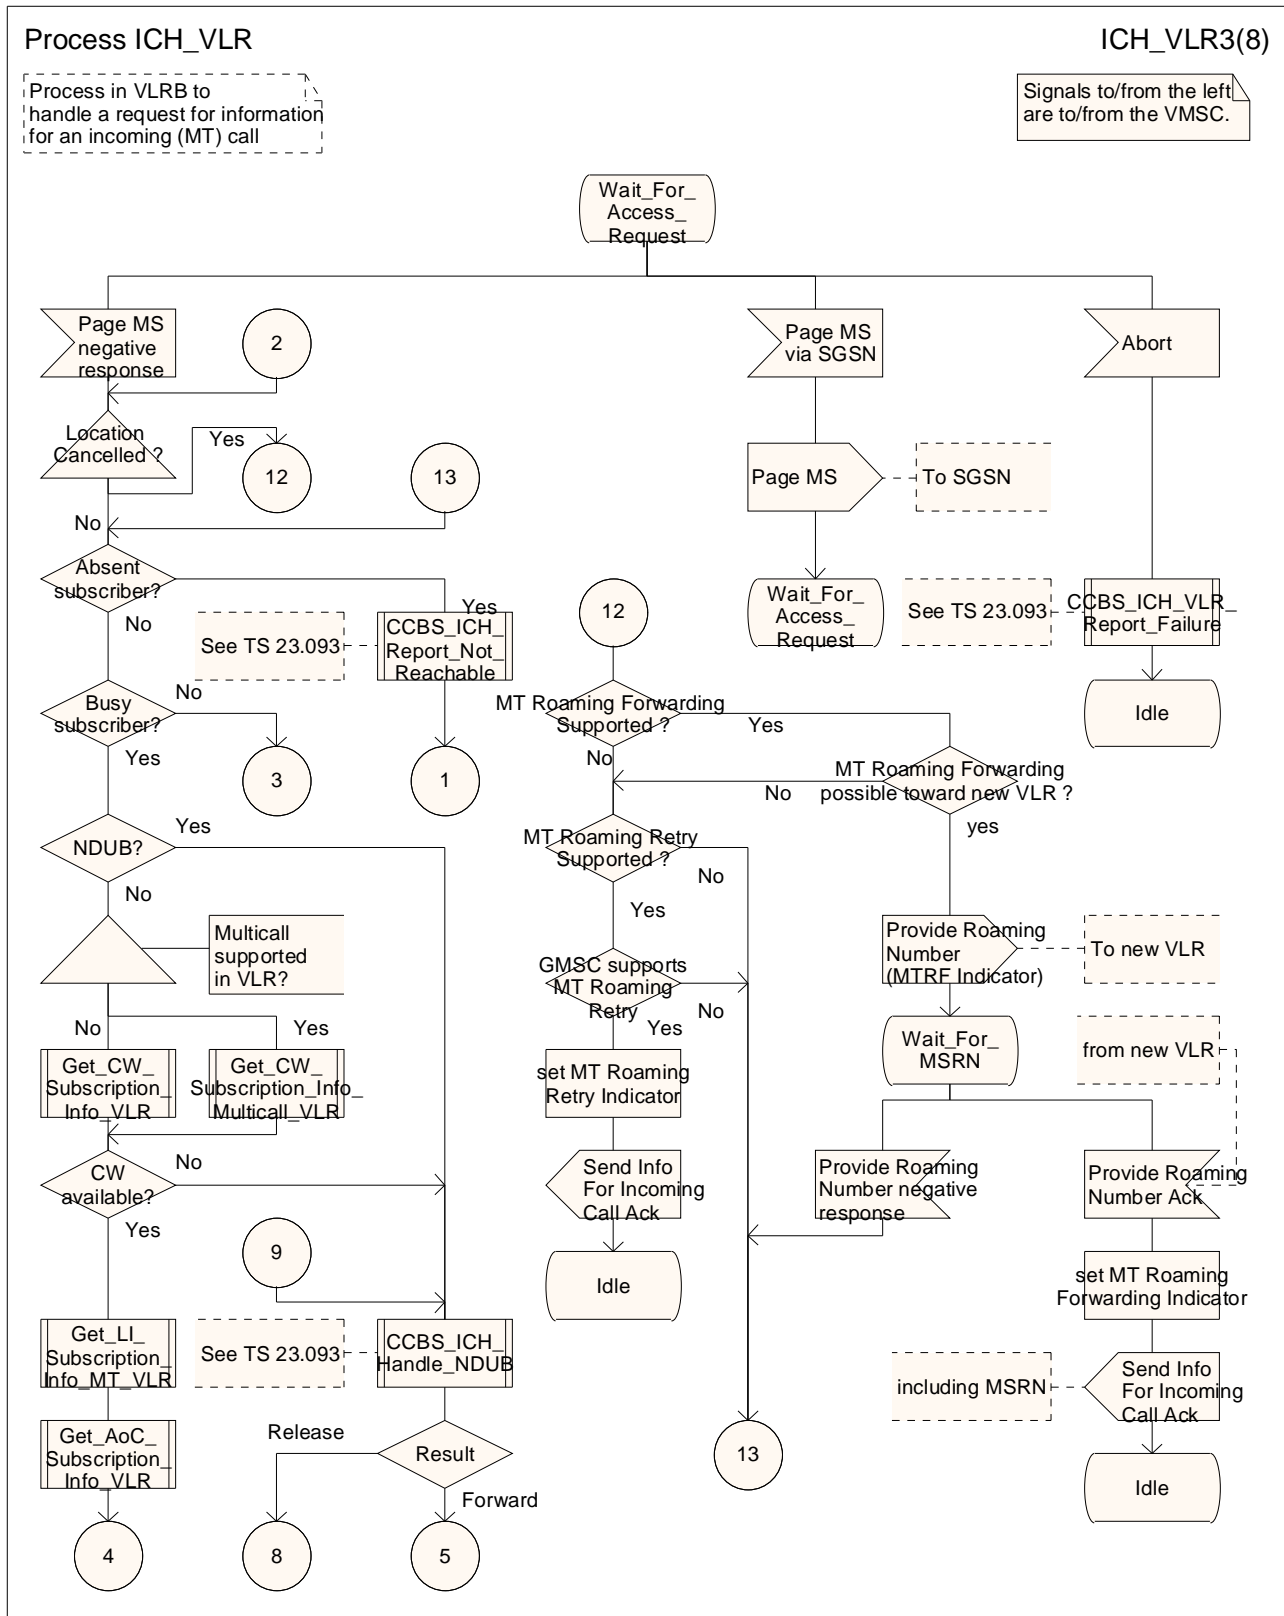 Process ICH_VLR
ICH_VLR3(8)
Process in VLRB to
handle a request for information
for an incoming (MT) call
Signals to/from the left
are to/from the VMSC.
Wait_For_
Access_
Request
Page MS
negative
response
2
Page MS
via SGSN
Abort
Location
Cancelled ?
Yes
12
13
Page MS
To SGSN
No
Absent
subscriber?
Yes
No
See TS 23.093
CCBS_ICH_
Report_Not_
Reachable
12
Wait_For_
Access_
Request
See TS 23.093
CCBS_ICH_VLR_
Report_Failure
Busy
subscriber?
No
Yes
3
1
MT Roaming Forwarding
Supported ?
Yes
No
Idle
MT Roaming Forwarding
possible toward new VLR ?
No
yes
NDUB?
Yes
No
MT Roaming Retry
Supported ?
No
Yes
Multicall
supported
in VLR?
Provide Roaming
Number
(MTRF Indicator)
To new VLR
GMSC supports
MT Roaming
Retry
No
Yes
No
Yes
Get_CW_
Subscription_
Info_VLR
Get_CW_
Subscription_Info_
Multicall_VLR
set MT Roaming
Retry Indicator
Wait_For_
MSRN
from new VLR
CW
available?
No
Yes
Send Info
For Incoming
Call Ack
Provide Roaming
Number negative
response
Provide Roaming
Number Ack
9
Idle
set MT Roaming
Forwarding Indicator
Get_LI_
Subscription_
Info_MT_VLR
See TS 23.093
CCBS_ICH_
Handle_NDUB
including MSRN
Send Info
For Incoming
Call Ack
Get_AoC_
Subscription_
Info_VLR
Release
Result
Forward
13
Idle
4
8
5